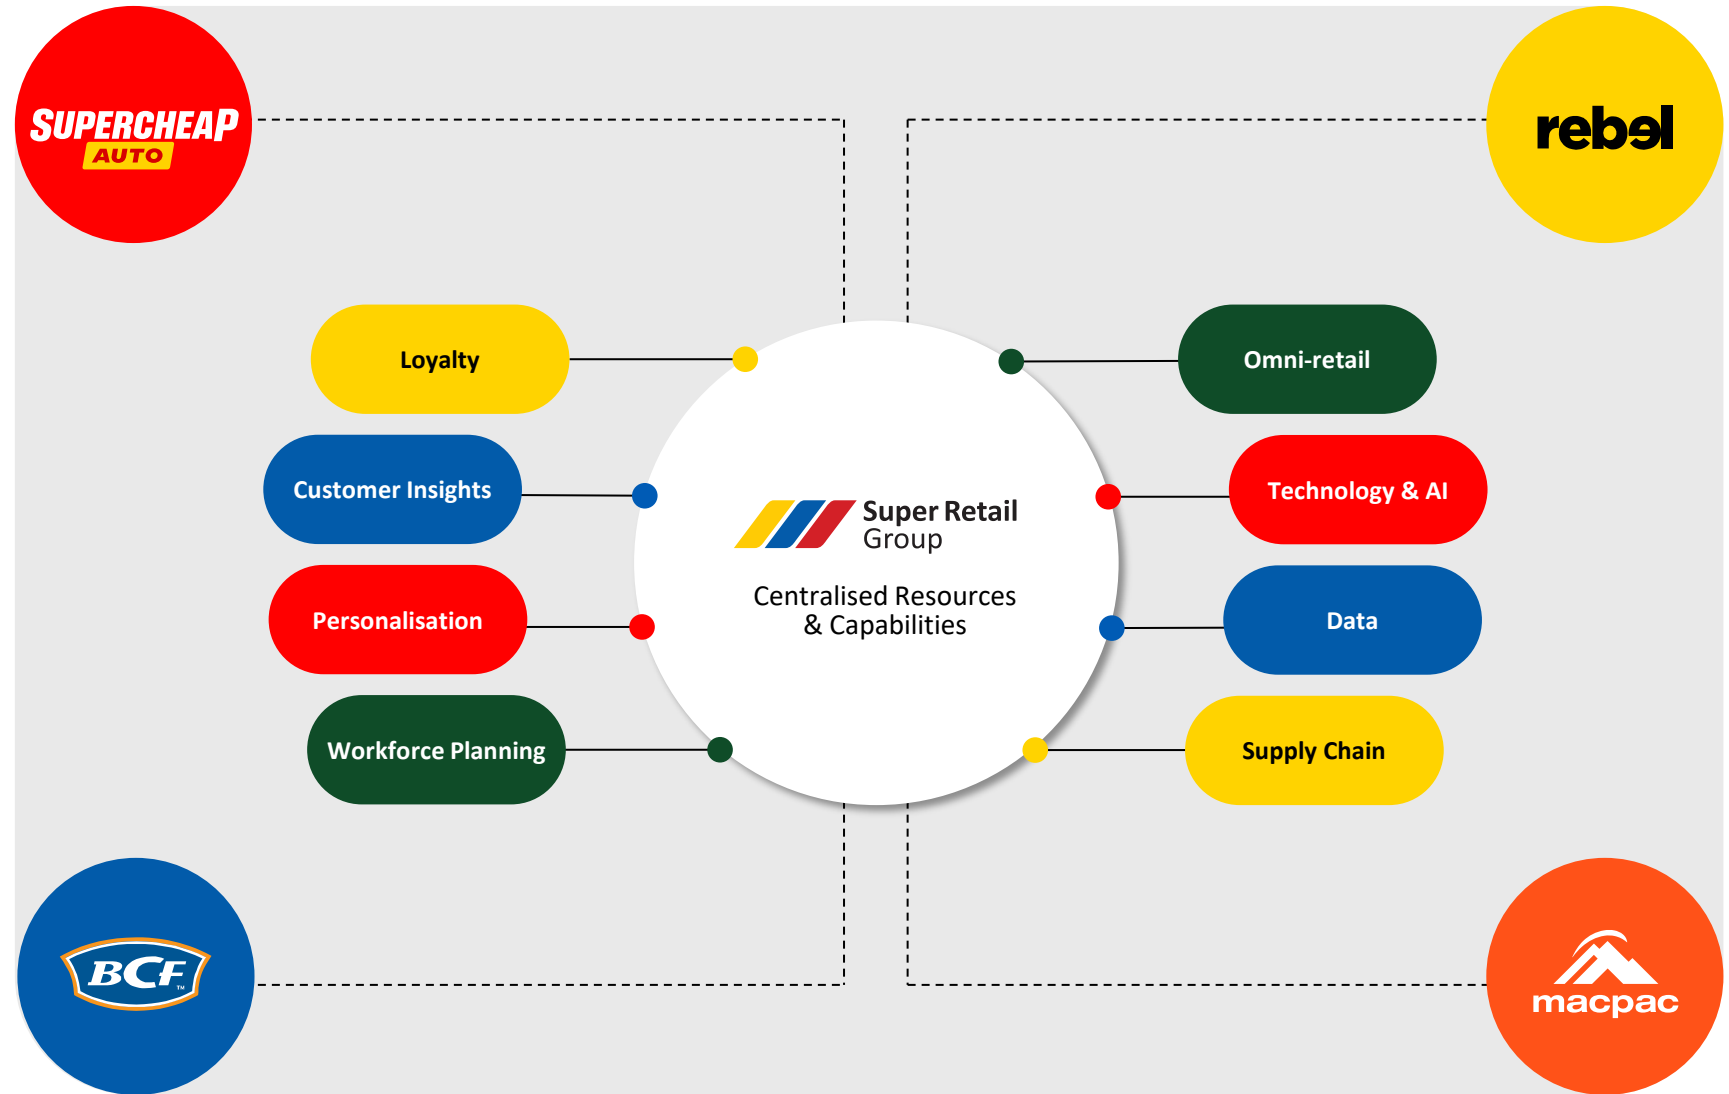 SUPERCHEAP
AUTO
rebel
Loyalty
Omni-retail
Customer Insights
Technology & AI
Super Retail
Group
Centralised Resources
& Capabilities
Personalisation
Data
Workforce Planning
Supply Chain
BCF™
macpac